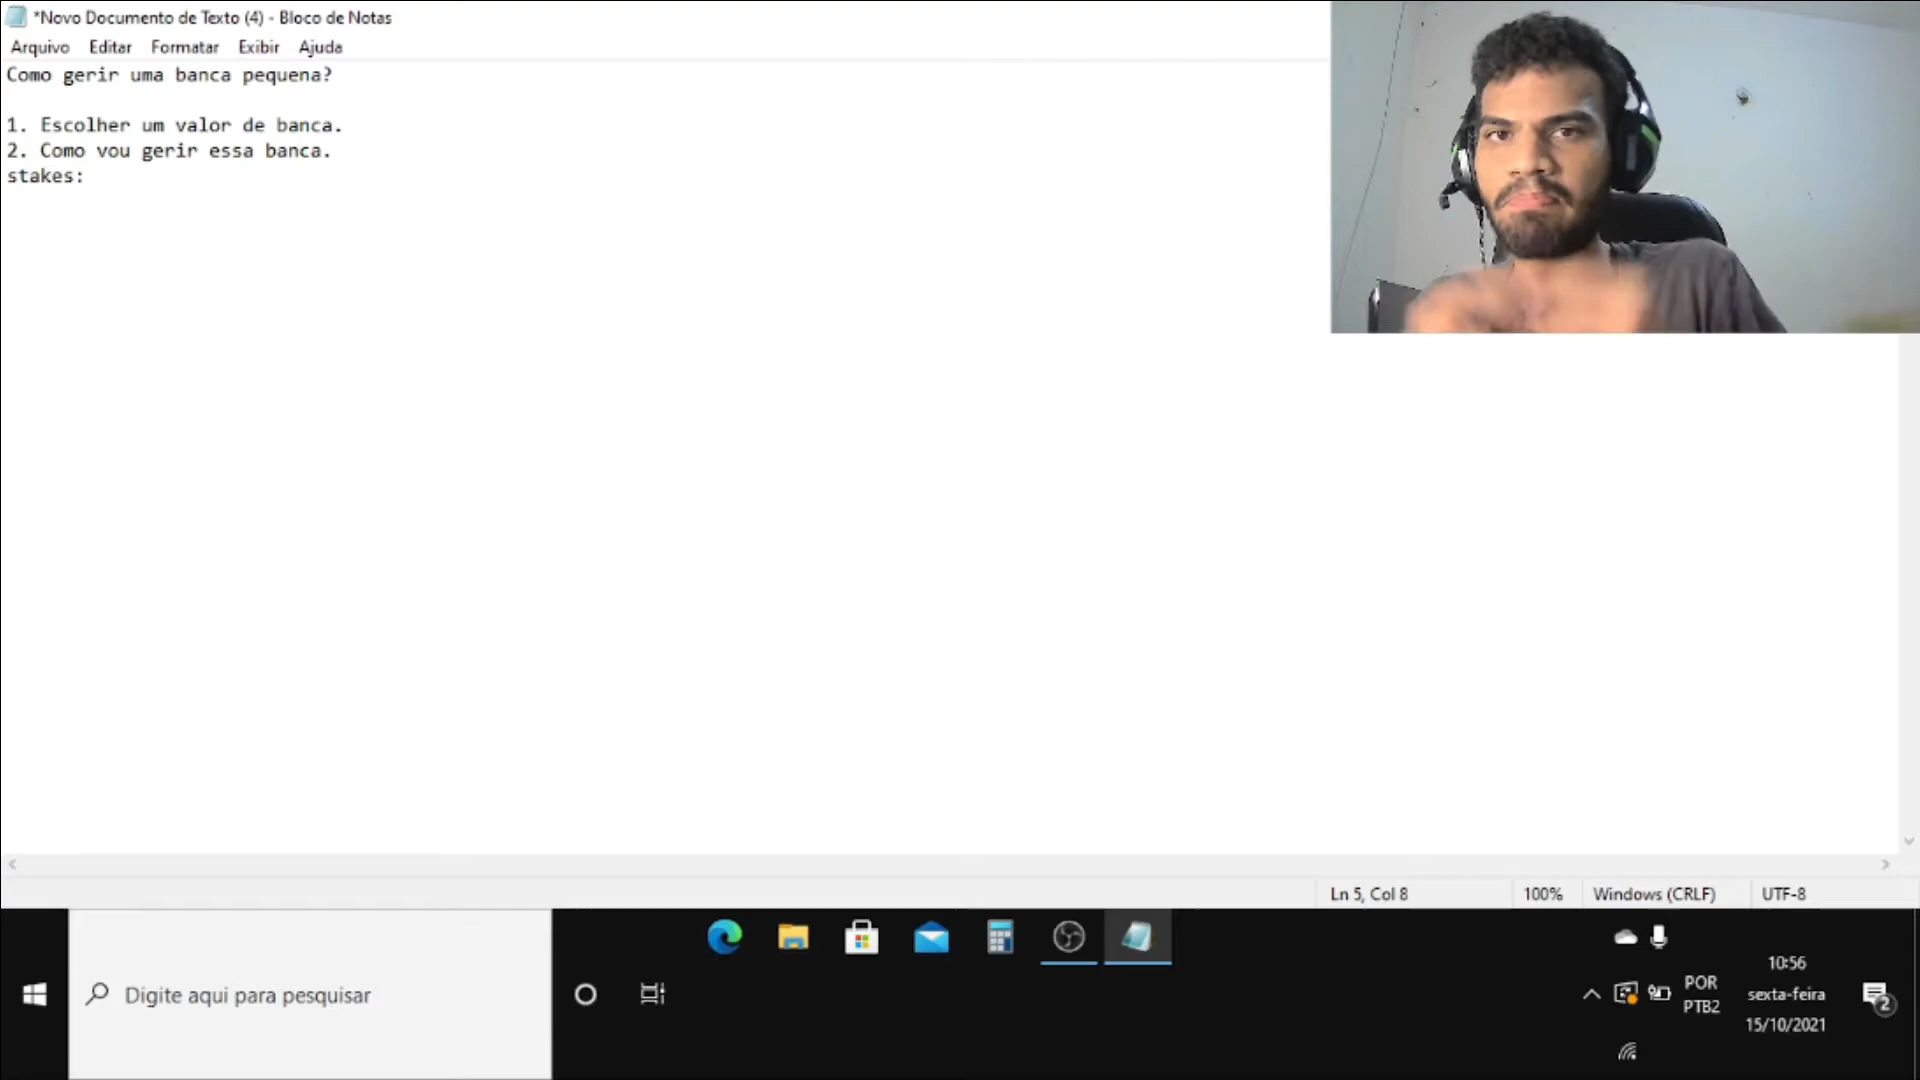 *Novo Documento de Texto (4) - Bloco de Notas
Arquivo Editar Formatar Exibir Ajuda
Como gerir uma banca pequena?
1. Escolher um valor de banca.
2. Como vou gerir essa banca.
stakes:
Ln 5, Col 8 100% Windows (CRLF) UTF-8
Digite aqui para pesquisar
POR
PTB2
10:56
sexta-feira
15/10/2021
2